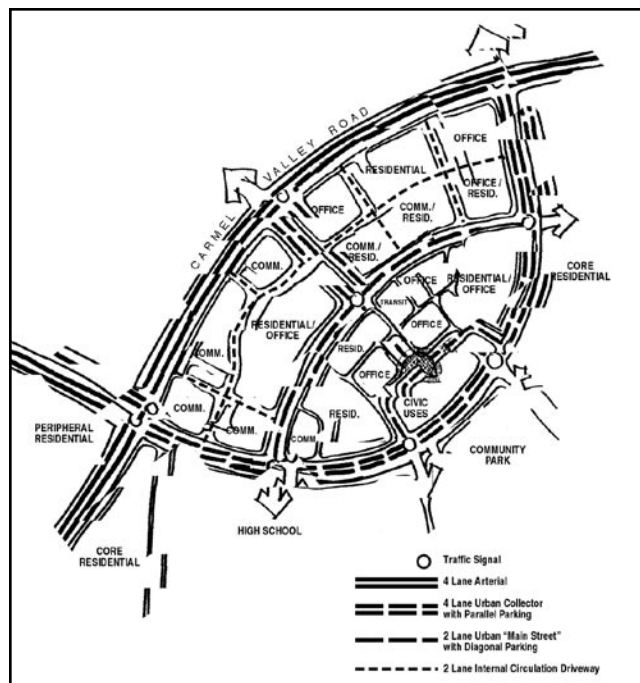 OFFICE
CARMEL VALLEY ROAD
RESIDENTIAL
OFFICE /
RESID.
OFFICE
COMM./
RESID.
COMM./
RESID.
COMM.
OFFICE
RESIDENTIAL/
OFFICE
CORE
RESIDENTIAL
TRANSIT
RESIDENTIAL/
OFFICE
OFFICE
RESID.
COMM.
OFFICE
COMM.
CIVIC
USES
RESID.
PERIPHERAL
RESIDENTIAL
COMM.
COMM.
COMMUNITY
PARK
HIGH SCHOOL
CORE
RESIDENTIAL
Traffic Signal
4 Lane Arterial
4 Lane Urban Collector
with Parallel Parking
2 Lane Urban "Main Street"
with Diagonal Parking
2 Lane Internal Circulation Driveway